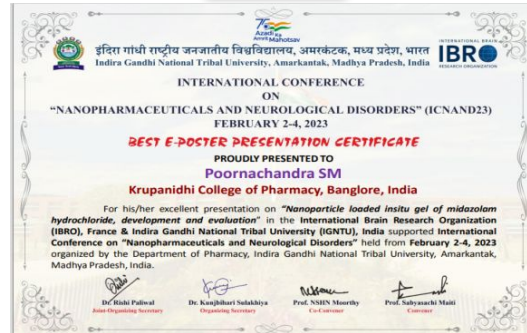 Azadi Ka
Amrit Mahotsav
इंदिरा गांधी राष्ट्रीय जनजातीय विश्वविद्यालय, अमरकंटक, मध्य प्रदेश, भारत
Indira Gandhi National Tribal University, Amarkantak, Madhya Pradesh, India
INTERNATIONAL BRAIN
IBRO
RESEARCH ORGANIZATION
INTERNATIONAL CONFERENCE
ON
“NANOPHARMACEUTICALS AND NEUROLOGICAL DISORDERS” (ICNAND23)
FEBRUARY 2-4, 2023
BEST E-POSTER PRESENTATION CERTIFICATE
PROUDLY PRESENTED TO
Poornachandra SM
Krupanidhi College of Pharmacy, Banglore, India
For his/her excellent presentation on “Nanoparticle loaded insitu gel of midazolam
hydrochloride, development and evaluation” in the International Brain Research Organization
(IBRO), France & Indira Gandhi National Tribal University (IGNTU), India supported International
Conference on “Nanopharmaceuticals and Neurological Disorders” held from February 2-4, 2023
organized by the Department of Pharmacy, Indira Gandhi National Tribal University, Amarkantak,
Madhya Pradesh, India.
Dr. Rishi Paliwal
Joint-Organizing Secretary
Dr. Kunjbihari Sulakhiya
Organizing Secretary
Prof. NSHN Moorthy
Co-Convener
Prof. Sabyasachi Maiti
Convener